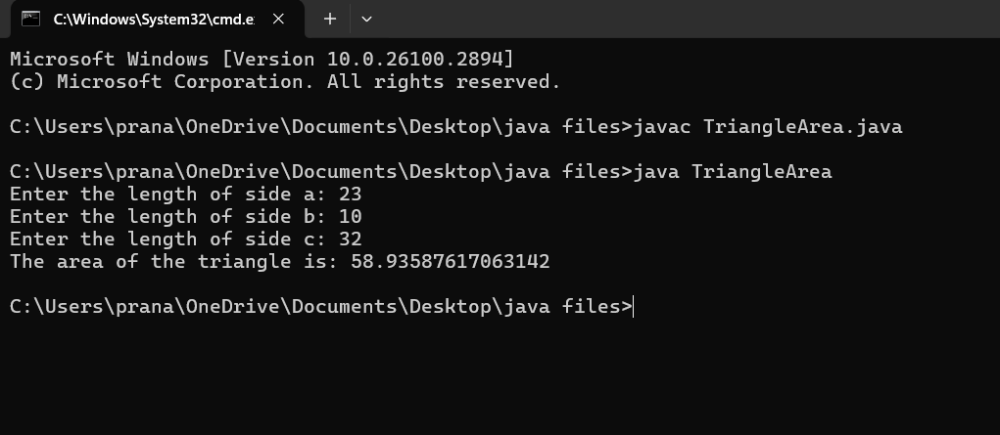 C:\Windows\System32\cmd.e
Microsoft Windows [Version 10.0.26100.2894]
(c) Microsoft Corporation. All rights reserved.
C:\Users\prana\OneDrive\Documents\Desktop\java files>javac TriangleArea.java
C:\Users\prana\OneDrive\Documents\Desktop\java files>java TriangleArea
Enter the length of side a: 23
Enter the length of side b: 10
Enter the length of side c: 32
The area of the triangle is: 58.93587617063142
C:\Users\prana\OneDrive\Documents\Desktop\java files>